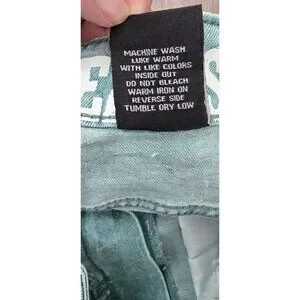 MACHINE WASH
LUKE WARM
WITH LIKE COLORS
INSIDE OUT
DO NOT BLEACH
WARM IRON ON
REVERSE SIDE
TUMBLE DRY LOW